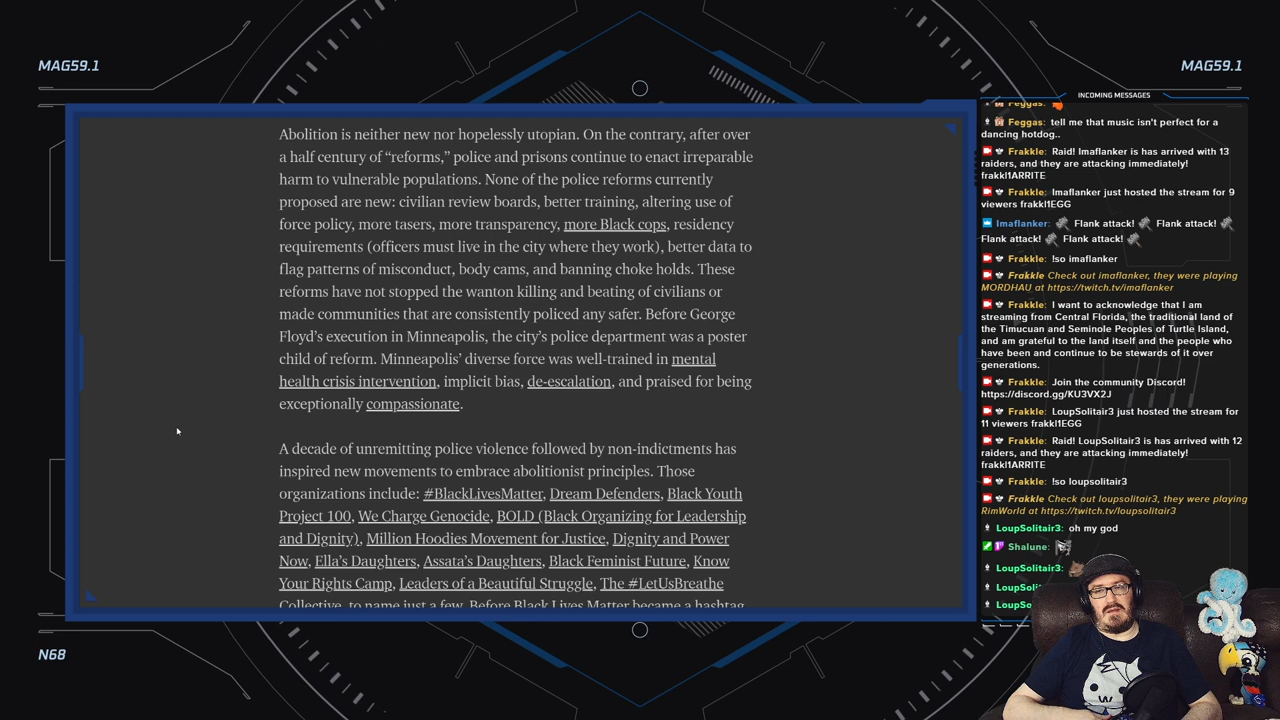 MAG59.1
MAG59.1
Abolition is neither new nor hopelessly utopian. On the contrary, after over
a half century of “reforms,” police and prisons continue to enact irreparable
harm to vulnerable populations. None of the police reforms currently
proposed are new: civilian review boards, better training, altering use of
force policy, more tasers, more transparency, more Black cops, residency
requirements (officers must live in the city where they work), better data to
flag patterns of misconduct, body cams, and banning choke holds. These
reforms have not stopped the wanton killing and beating of civilians or
made communities that are consistently policed any safer. Before George
Floyd’s execution in Minneapolis, the city’s police department was a poster
child of reform. Minneapolis’ diverse force was well-trained in mental
health crisis intervention, implicit bias, de-escalation, and praised for being
exceptionally compassionate.
A decade of unremitting police violence followed by non-indictments has
inspired new movements to embrace abolitionist principles. Those
organizations include: #BlackLivesMatter, Dream Defenders, Black Youth
Project 100, We Charge Genocide, BOLD (Black Organizing for Leadership
and Dignity), Million Hoodies Movement for Justice, Dignity and Power
Now, Ella’s Daughters, Assata’s Daughters, Black Feminist Future, Know
Your Rights Camp, Leaders of a Beautiful Struggle, The #LetUsBreathe
Collective, to name just a few. Before Black Lives Matter became a hashtag
INCOMING MESSAGES
Feggas:
Feggas: tell me that music isn't perfect for a
dancing hotdog..
Frakkle: Raid! Imaflanker is has arrived with 13
raiders, and they are attacking immediately!
frakkl1ARRITE
Frakkle: Imaflanker just hosted the stream for 9
viewers frakkl1EGG
Imaflanker: Flank attack! Flank attack!
Flank attack! Flank attack!
Frakkle: !so imaflanker
Frakkle Check out imaflanker, they were playing
MORDHAU at https://twitch.tv/imaflanker
Frakkle: I want to acknowledge that I am
streaming from Central Florida, the traditional land of
the Timucuan and Seminole Peoples of Turtle Island,
and am grateful to the land itself and the people who
have been and continue to be stewards of it over
generations.
Frakkle: Join the community Discord!
https://discord.gg/KU3VX2J
Frakkle: LoupSolitair3 just hosted the stream for
11 viewers frakkl1EGG
Frakkle: Raid! LoupSolitair3 is has arrived with 12
raiders, and they are attacking immediately!
frakkl1ARRITE
Frakkle: !so loupsolitair3
Frakkle Check out loupsolitair3, they were playing
RimWorld at https://twitch.tv/loupsolitair3
LoupSolitair3: oh my god
Shalune:
LoupSolitair3:
LoupSoli
LoupSo
N68